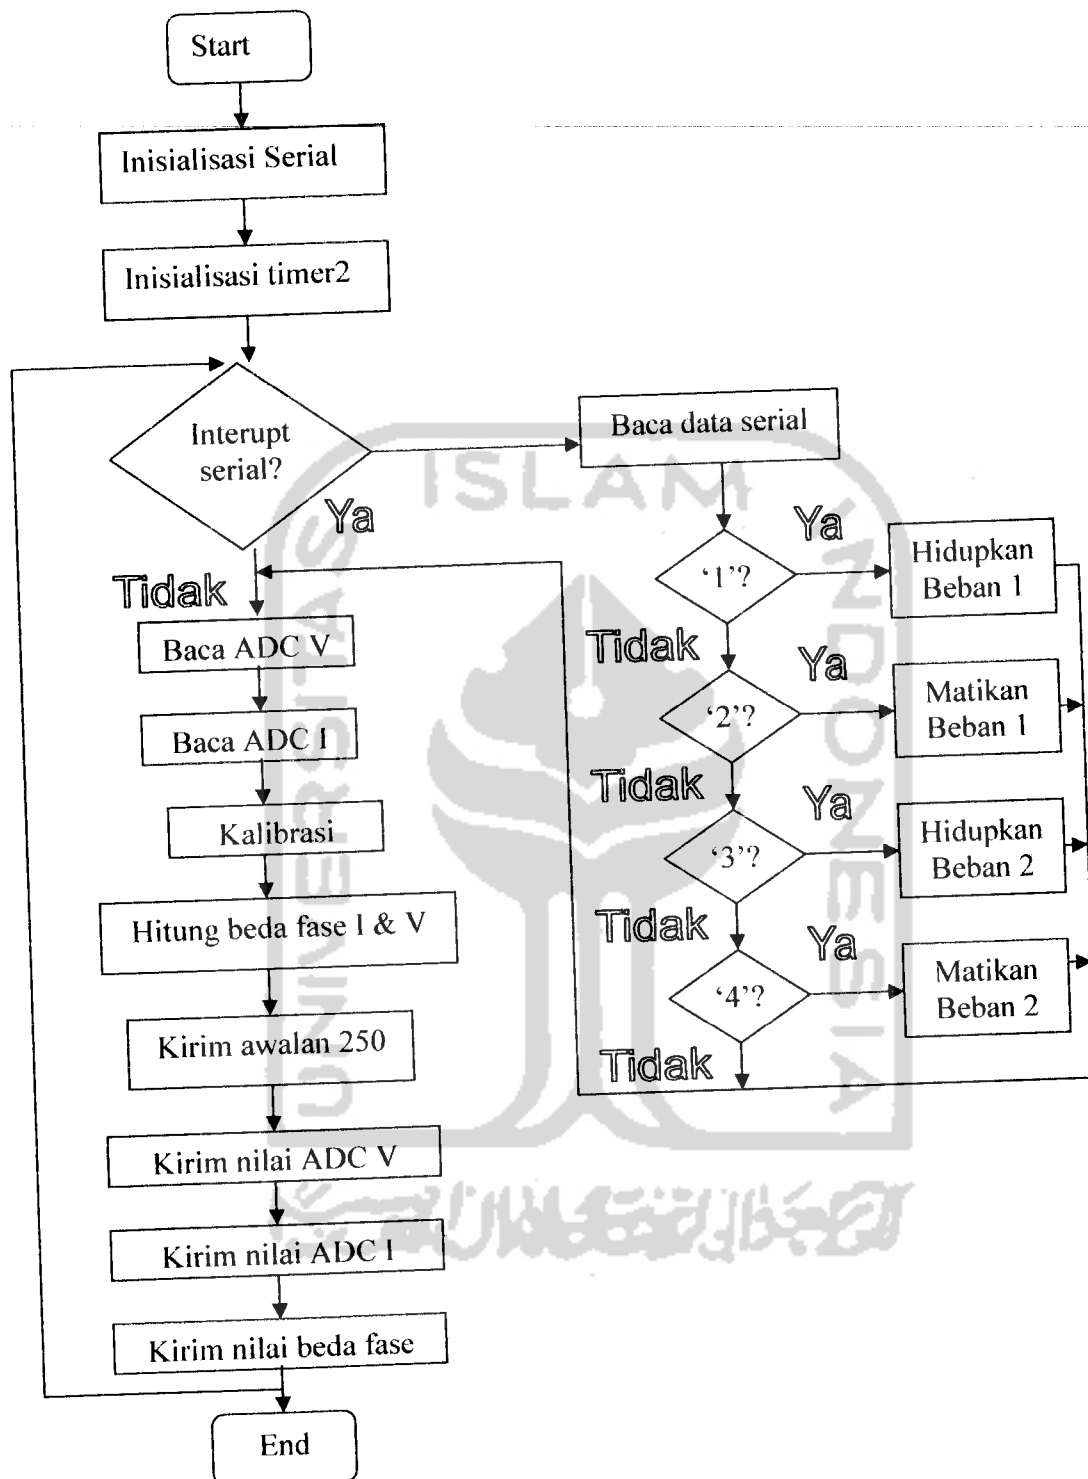 Start
Inisialisasi Serial
Inisialisasi timer2
Interupt
serial?
Ya
Tidak
Baca ADC V
Baca ADC I
Kalibrasi
Hitung beda fase I & V
Kirim awalan 250
Kirim nilai ADC V
Kirim nilai ADC I
Kirim nilai beda fase
End
Baca data serial
‘1’?
Ya
Hidupkan
Beban 1
Tidak
‘2’?
Ya
Matikan
Beban 1
Tidak
‘3’?
Ya
Hidupkan
Beban 2
Tidak
‘4’?
Ya
Matikan
Beban 2
Tidak
UNIVERSITAS
ISLAM
INDONESIA